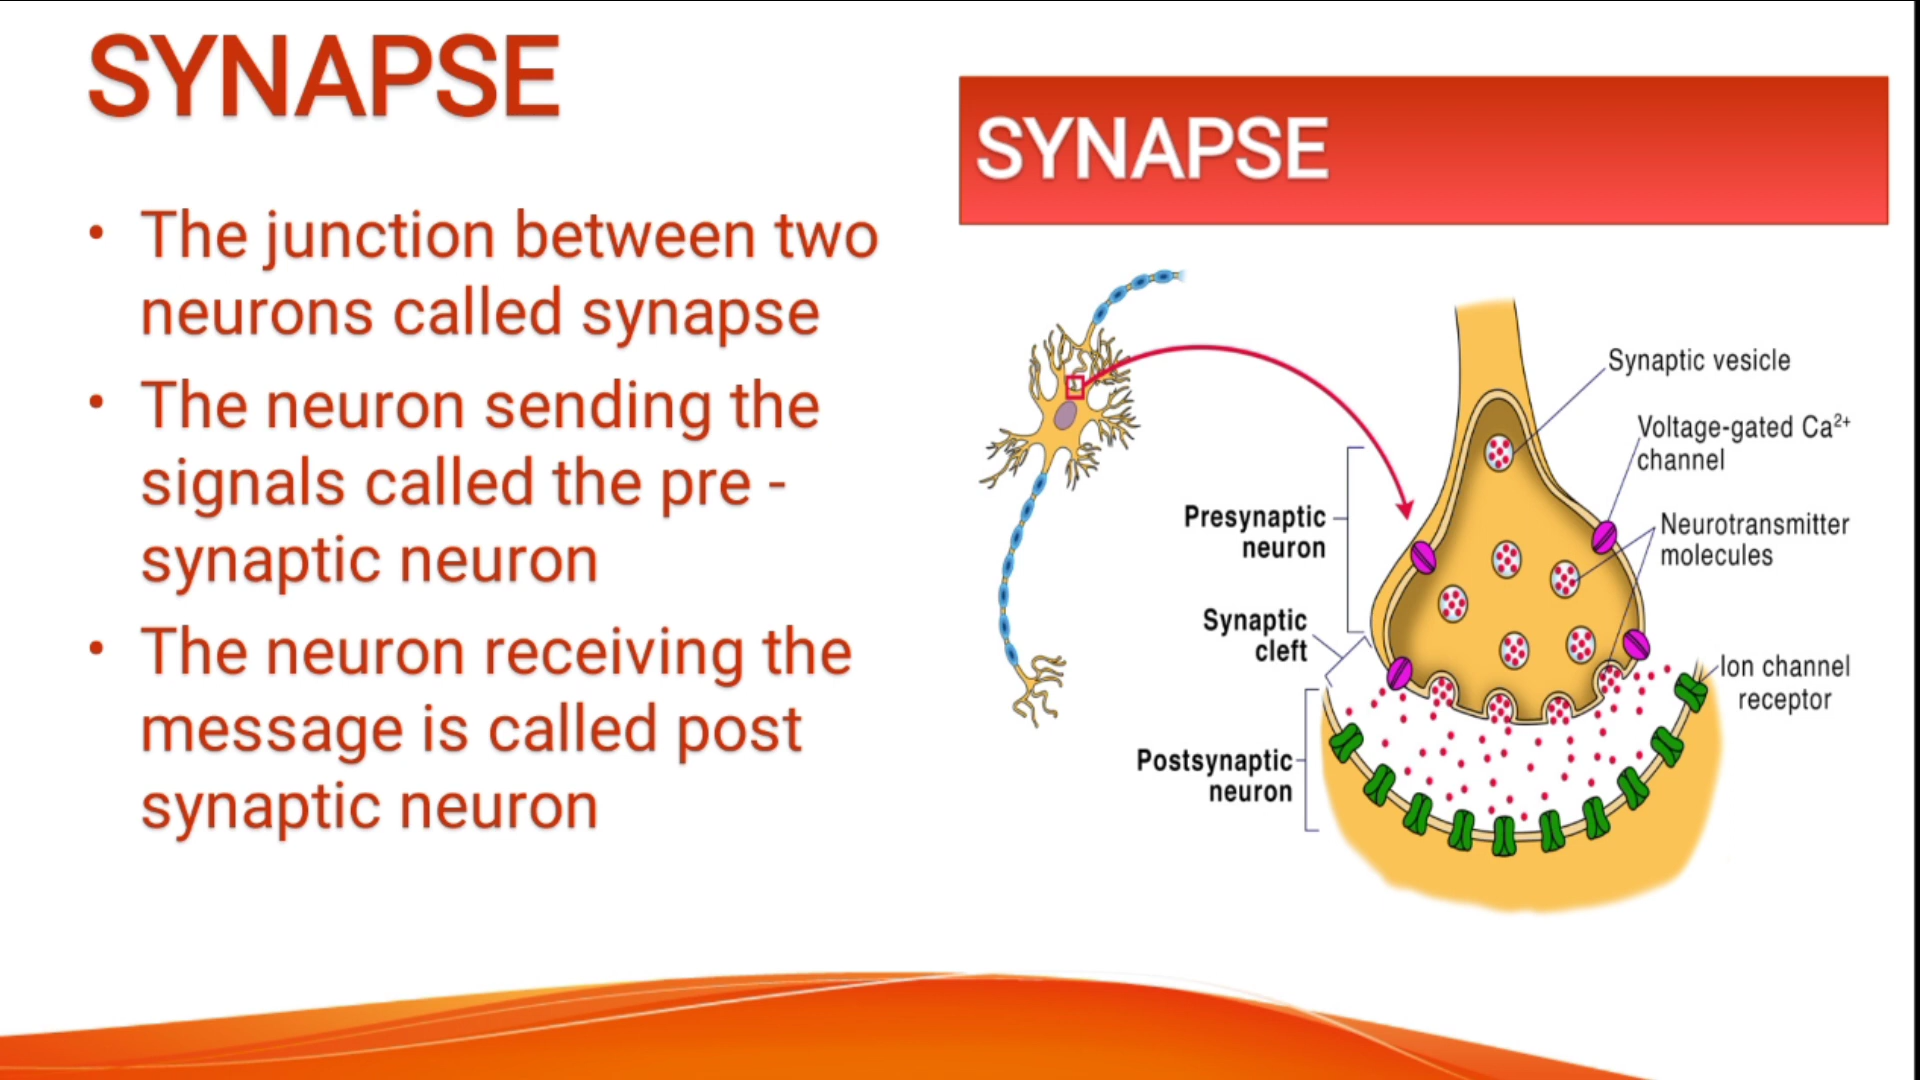 SYNAPSE
• The junction between two
neurons called synapse
• The neuron sending the
signals called the pre -
synaptic neuron
• The neuron receiving the
message is called post
synaptic neuron
SYNAPSE
Synaptic vesicle
Voltage-gated Ca²⁺
channel
Neurotransmitter
molecules
Presynaptic
neuron
Synaptic
cleft
Ion channel
receptor
Postsynaptic
neuron